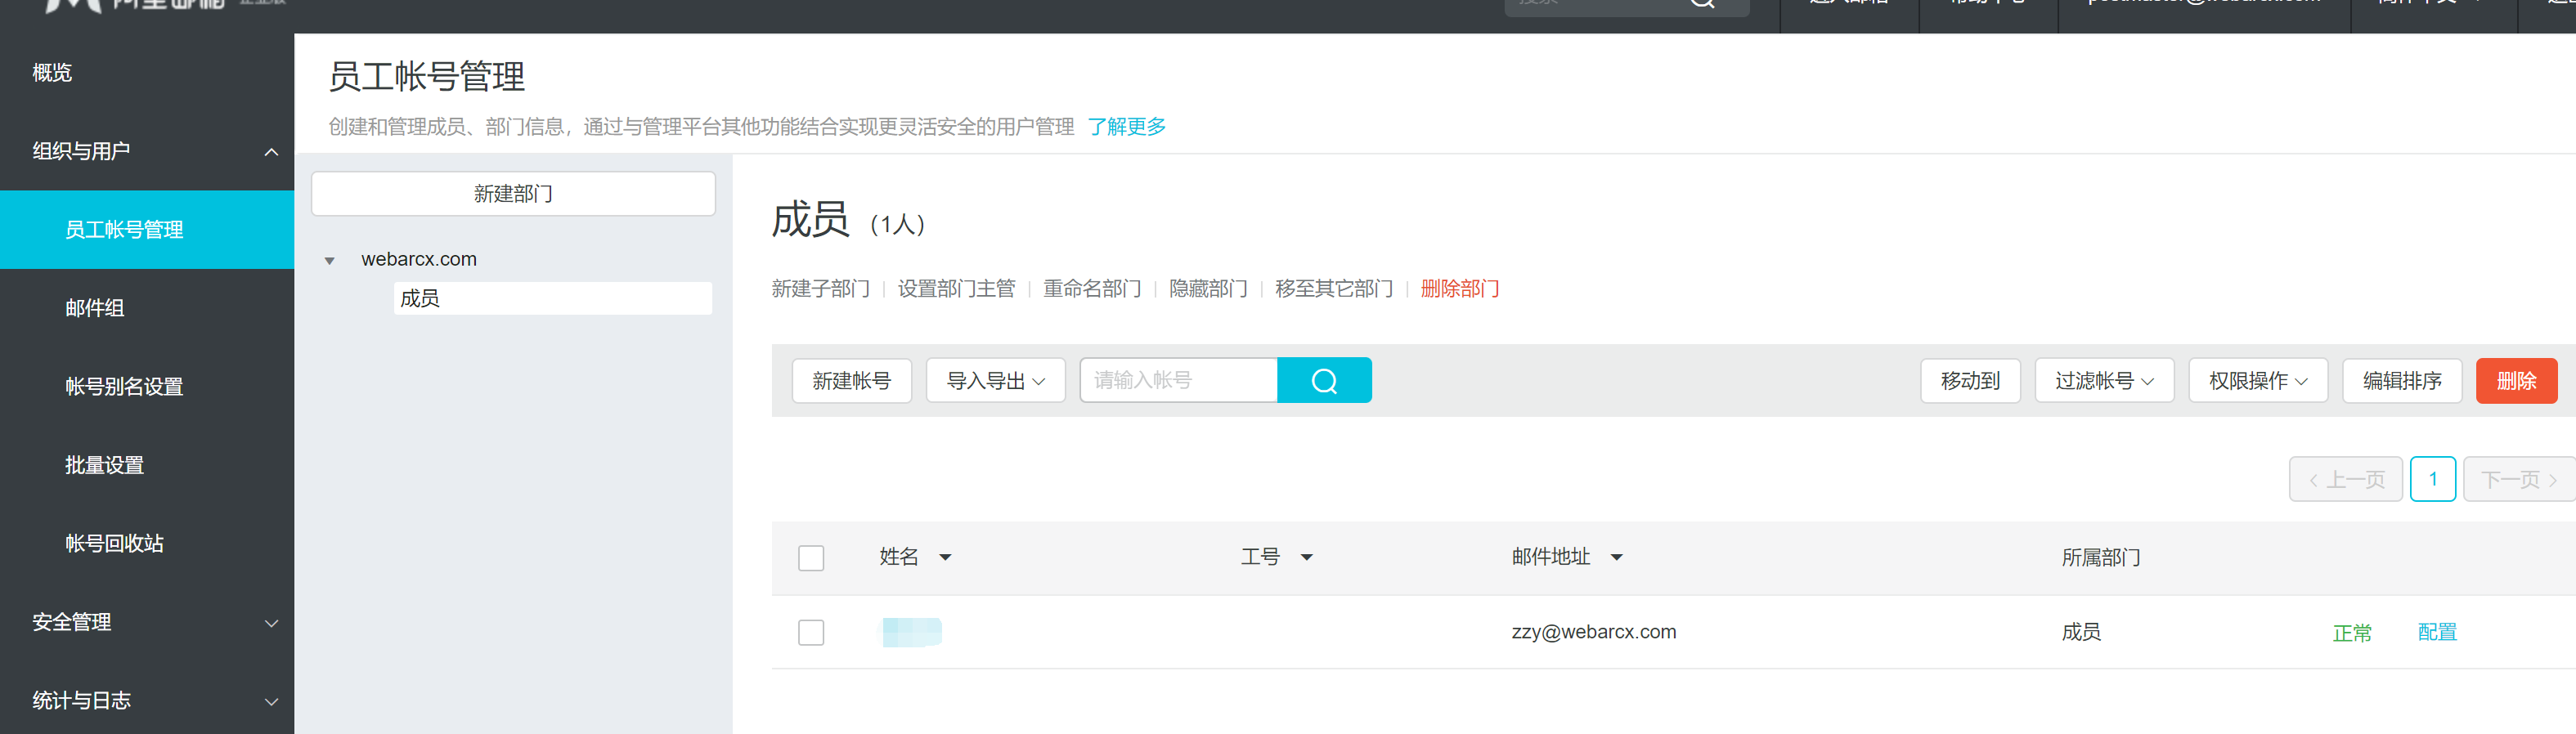 员工帐号管理
创建和管理成员、部门信息，通过与管理平台其他功能结合实现更灵活安全的用户管理 了解更多
概览
组织与用户
员工帐号管理
邮件组
帐号别名设置
批量设置
帐号回收站
安全管理
统计与日志
新建部门
webarcx.com
成员
成员 （1人）
新建子部门 | 设置部门主管 | 重命名部门 | 隐藏部门 | 移至其它部门 | 删除部门
新建帐号 导入导出 请输入帐号 移动到 过滤帐号 权限操作 编辑排序 删除
上一页 1 下一页
姓名 工号 邮件地址 所属部门
zzy@webarcx.com 成员 正常 配置